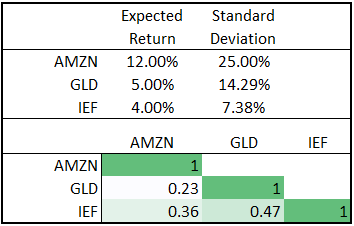 Expected Standard
Return Deviation
AMZN 12.00% 25.00%
GLD 5.00% 14.29%
IEF 4.00% 7.38%
AMZN GLD IEF
AMZN 1
GLD 0.23 1
IEF 0.36 0.47 1